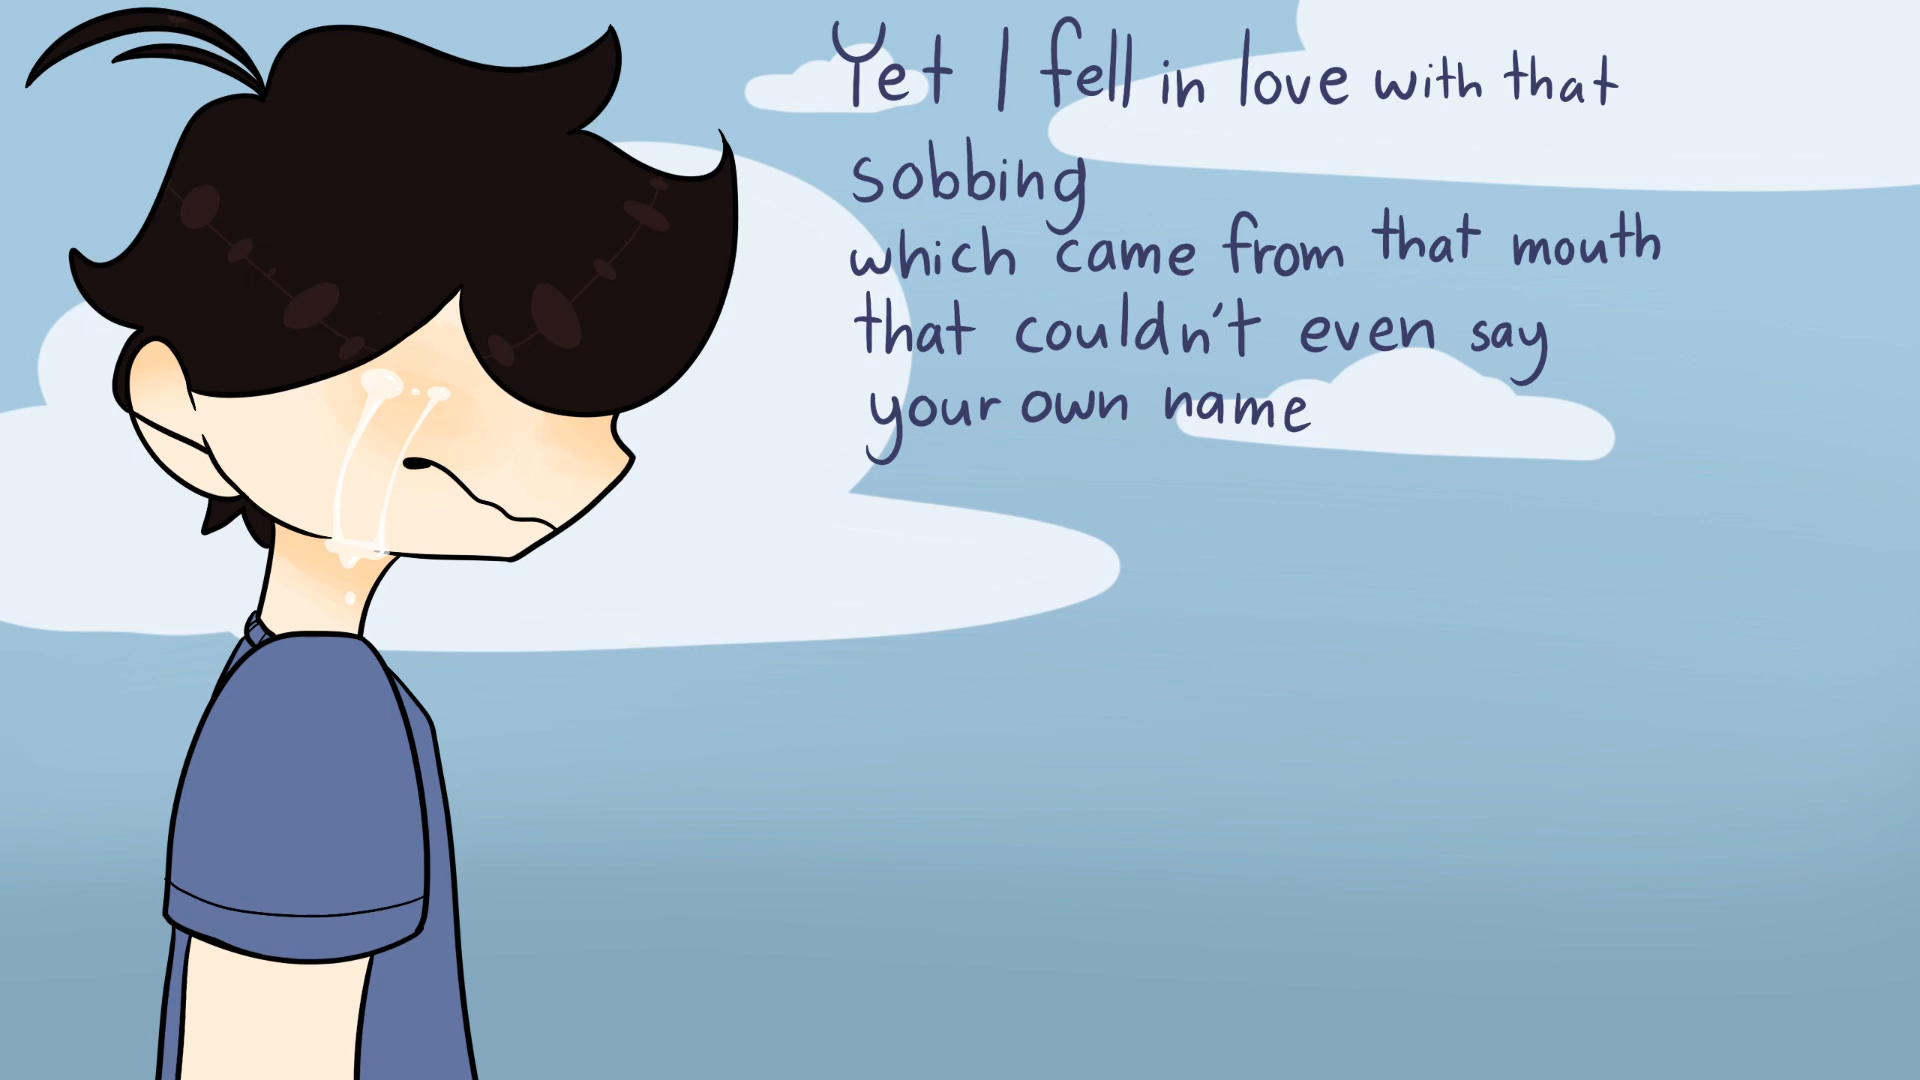 Yet I fell in love with that
sobbing
which came from that mouth
that couldn't even say
your own name